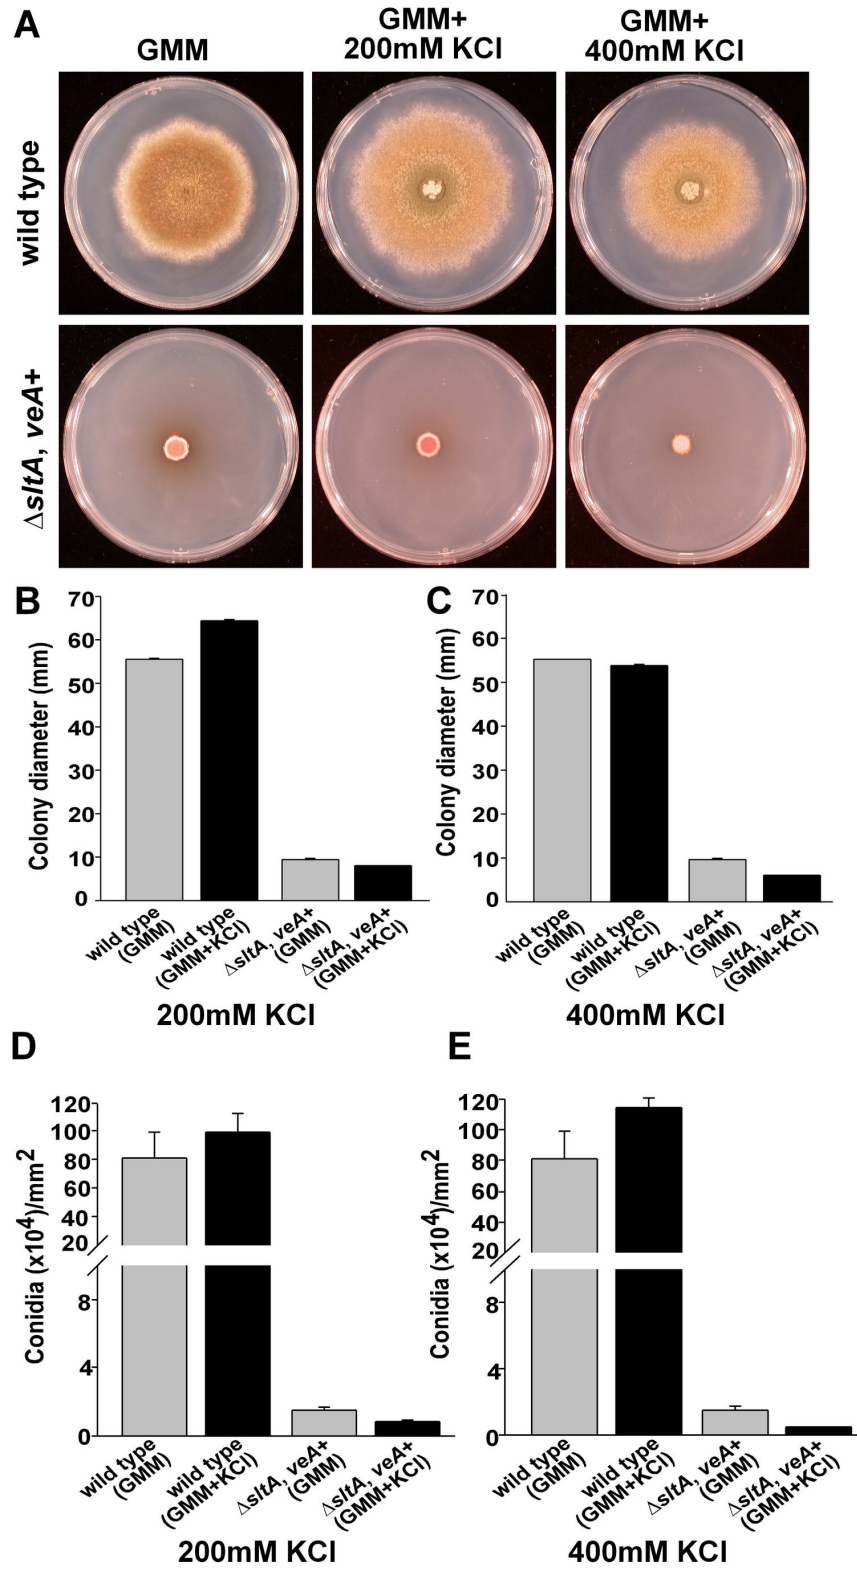 A
GMM
GMM+
200mM KCl
GMM+
400mM KCl
wild type
ΔsltA, veA+
B
Colony diameter (mm)
70
60
50
40
30
20
10
0
wild type
(GMM)
wild type
(GMM+KCl)
ΔsltA, veA+
(GMM)
ΔsltA, veA+
(GMM+KCl)
200mM KCl
C
Colony diameter (mm)
70
60
50
40
30
20
10
0
wild type
(GMM)
wild type
(GMM+KCl)
ΔsltA, veA+
(GMM)
ΔsltA, veA+
(GMM+KCl)
400mM KCl
D
Conidia (x10⁴)/mm²
120
100
80
60
40
20
8
4
0
wild type
(GMM)
wild type
(GMM+KCl)
ΔsltA, veA+
(GMM)
ΔsltA, veA+
(GMM+KCl)
200mM KCl
E
Conidia (x10⁴)/mm²
120
100
80
60
40
20
8
4
0
wild type
(GMM)
wild type
(GMM+KCl)
ΔsltA, veA+
(GMM)
ΔsltA, veA+
(GMM+KCl)
400mM KCl